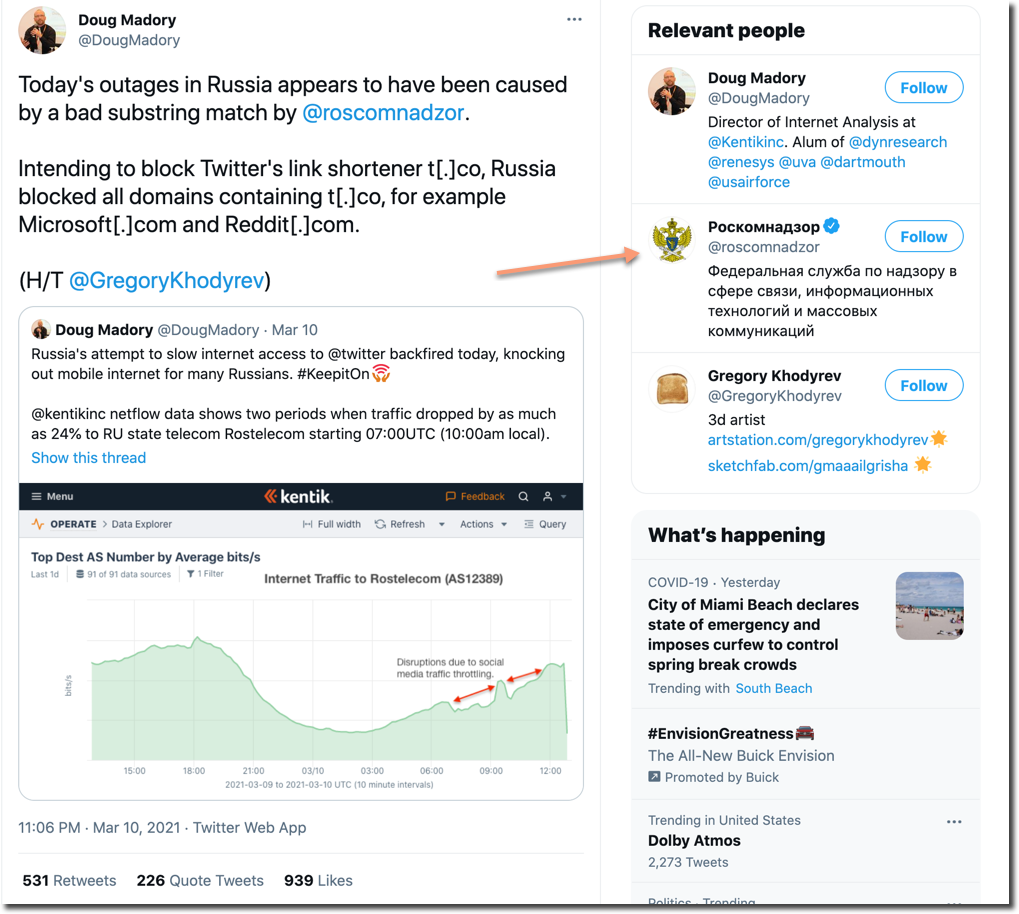 Doug Madory
@DougMadory
Today's outages in Russia appears to have been caused
by a bad substring match by @roscomnadzor.
Intending to block Twitter's link shortener t[.]co, Russia
blocked all domains containing t[.]co, for example
Microsoft[.]com and Reddit[.]com.
(H/T @GregoryKhodyrev)
Doug Madory @DougMadory · Mar 10
Russia's attempt to slow internet access to @twitter backfired today, knocking
out mobile internet for many Russians. #KeepitOn
@kentikinc netflow data shows two periods when traffic dropped by as much
as 24% to RU state telecom Rostelecom starting 07:00UTC (10:00am local).
Show this thread
Menu
kentik.
Feedback
OPERATE > Data Explorer
Full width
Refresh
Actions
Query
Top Dest AS Number by Average bits/s
Last 1d
91 of 91 data sources
1 Filter
Internet Traffic to Rostelecom (AS12389)
Disruptions due to social
media traffic throttling.
bits/s
15:00 18:00 21:00 03/10 03:00 06:00 09:00 12:00
2021-03-09 to 2021-03-10 UTC (10 minute intervals)
11:06 PM · Mar 10, 2021 · Twitter Web App
531 Retweets 226 Quote Tweets 939 Likes
Relevant people
Doug Madory
@DougMadory
Follow
Director of Internet Analysis at
@Kentikinc. Alum of @dynresearch
@renesys @uva @dartmouth
@usairforce
Роскомнадзор
@roscomnadzor
Follow
Федеральная служба по надзору в
сфере связи, информационных
технологий и массовых
коммуникаций
Gregory Khodyrev
@GregoryKhodyrev
Follow
3d artist
artstation.com/gregorykhodyrev
sketchfab.com/gmaaailgrisha
What's happening
COVID-19 · Yesterday
City of Miami Beach declares
state of emergency and
imposes curfew to control
spring break crowds
Trending with South Beach
#EnvisionGreatness
The All-New Buick Envision
Promoted by Buick
Trending in United States
Dolby Atmos
2,273 Tweets
Politics · Trending